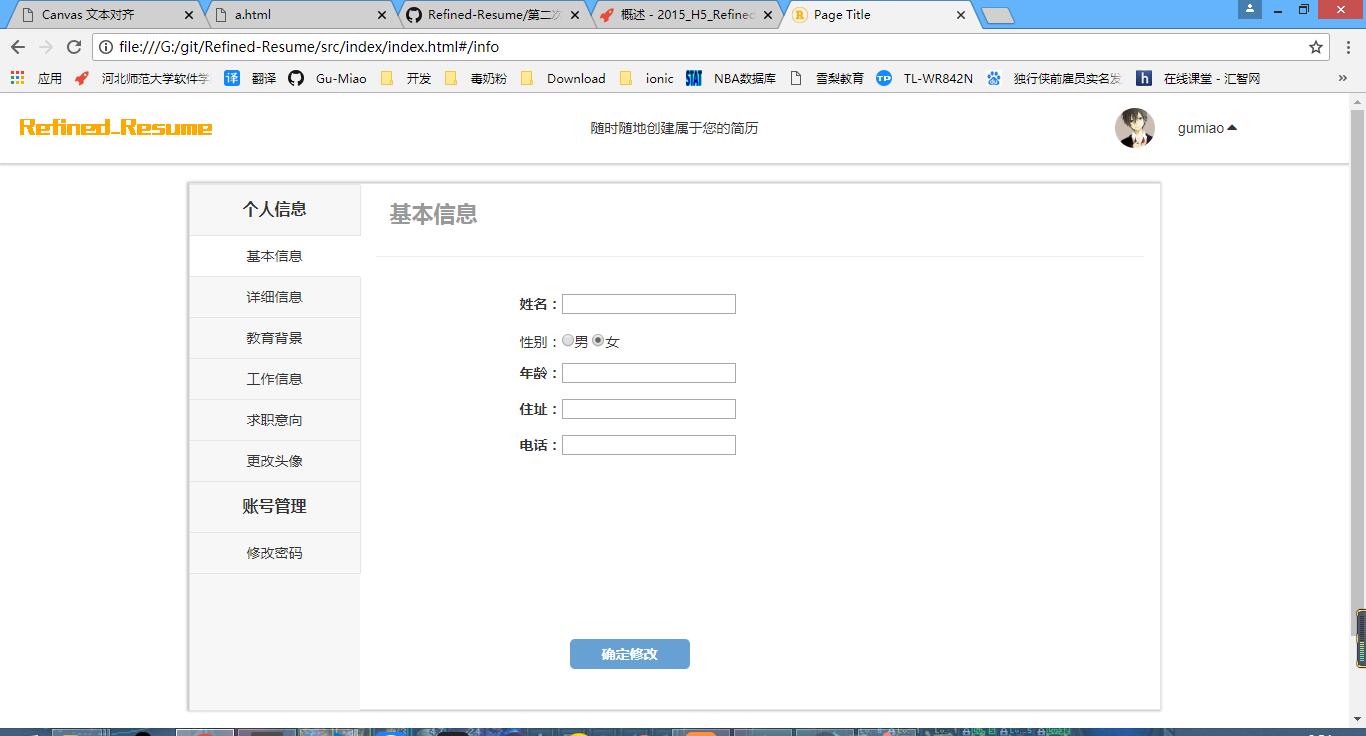 Canvas 文本对齐
a.html
Refined-Resume/第二次
概述 - 2015_H5_Refined
Page Title
file:///G:/git/Refined-Resume/src/index/index.html#/info
应用 河北师范大学软件学 译 翻译 Gu-Miao 开发 毒奶粉 Download ionic STAT NBA数据库 雪梨教育 TP TL-WR842N 独行侠前雇员实名发 h 在线课堂 - 汇智网 »
Refined_Resume
随时随地创建属于您的简历
gumiao
个人信息
基本信息
详细信息
教育背景
工作信息
求职意向
更改头像
账号管理
修改密码
基本信息
姓名：
性别：男 女
年龄：
住址：
电话：
确定修改